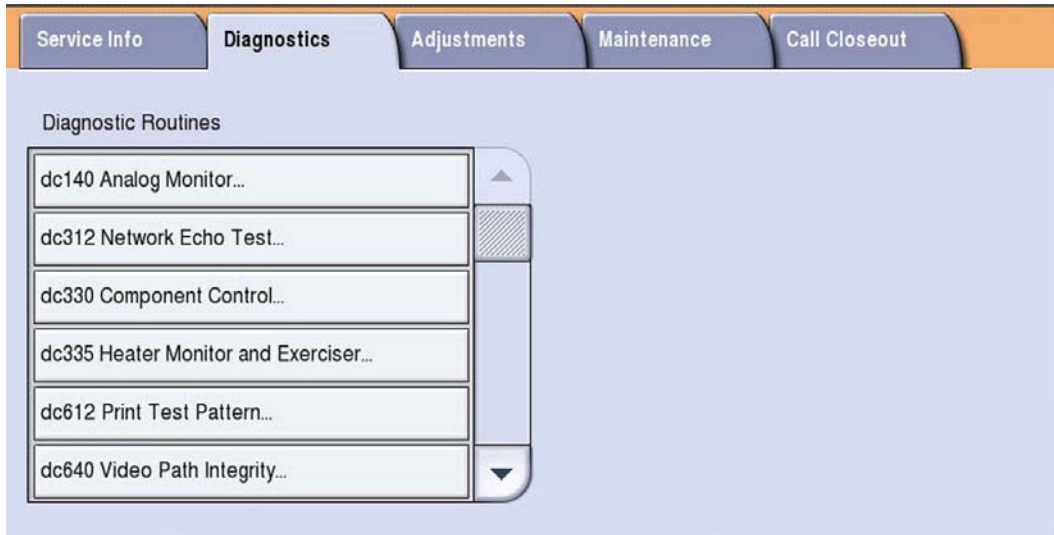 Service Info
Diagnostics
Adjustments
Maintenance
Call Closeout
Diagnostic Routines
dc140 Analog Monitor...
dc312 Network Echo Test...
dc330 Component Control...
dc335 Heater Monitor and Exerciser...
dc612 Print Test Pattern...
dc640 Video Path Integrity...